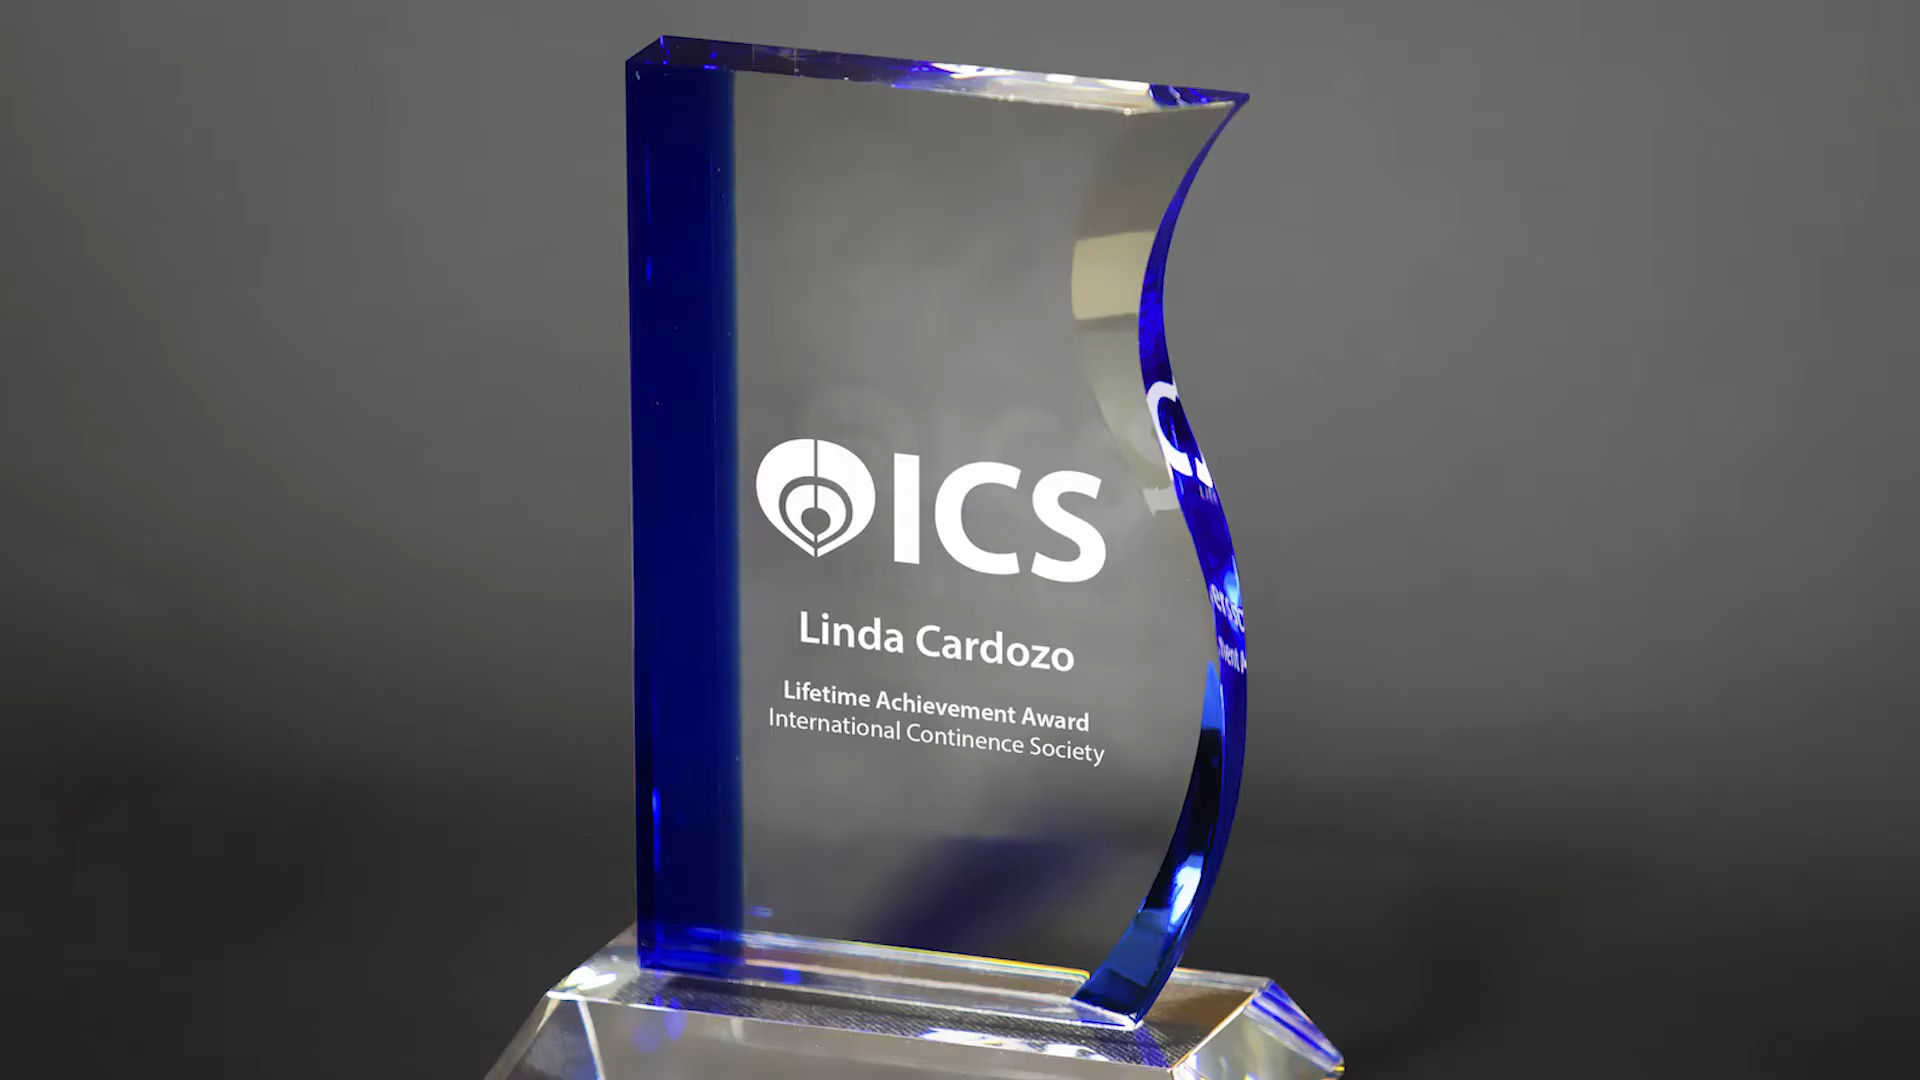 ICS
Linda Cardozo
Lifetime Achievement Award
International Continence Society